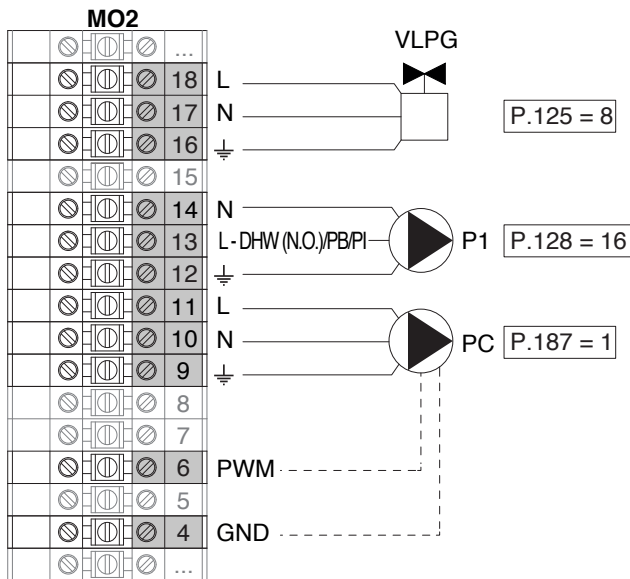 MO2
...
VLPG
18 L
17 N P.125 = 8
16
15
14 N
13 L - DHW (N.O.)/PB/PI P1 P.128 = 16
12
11 L
10 N PC P.187 = 1
9
8
7
6 PWM
5
4 GND
...